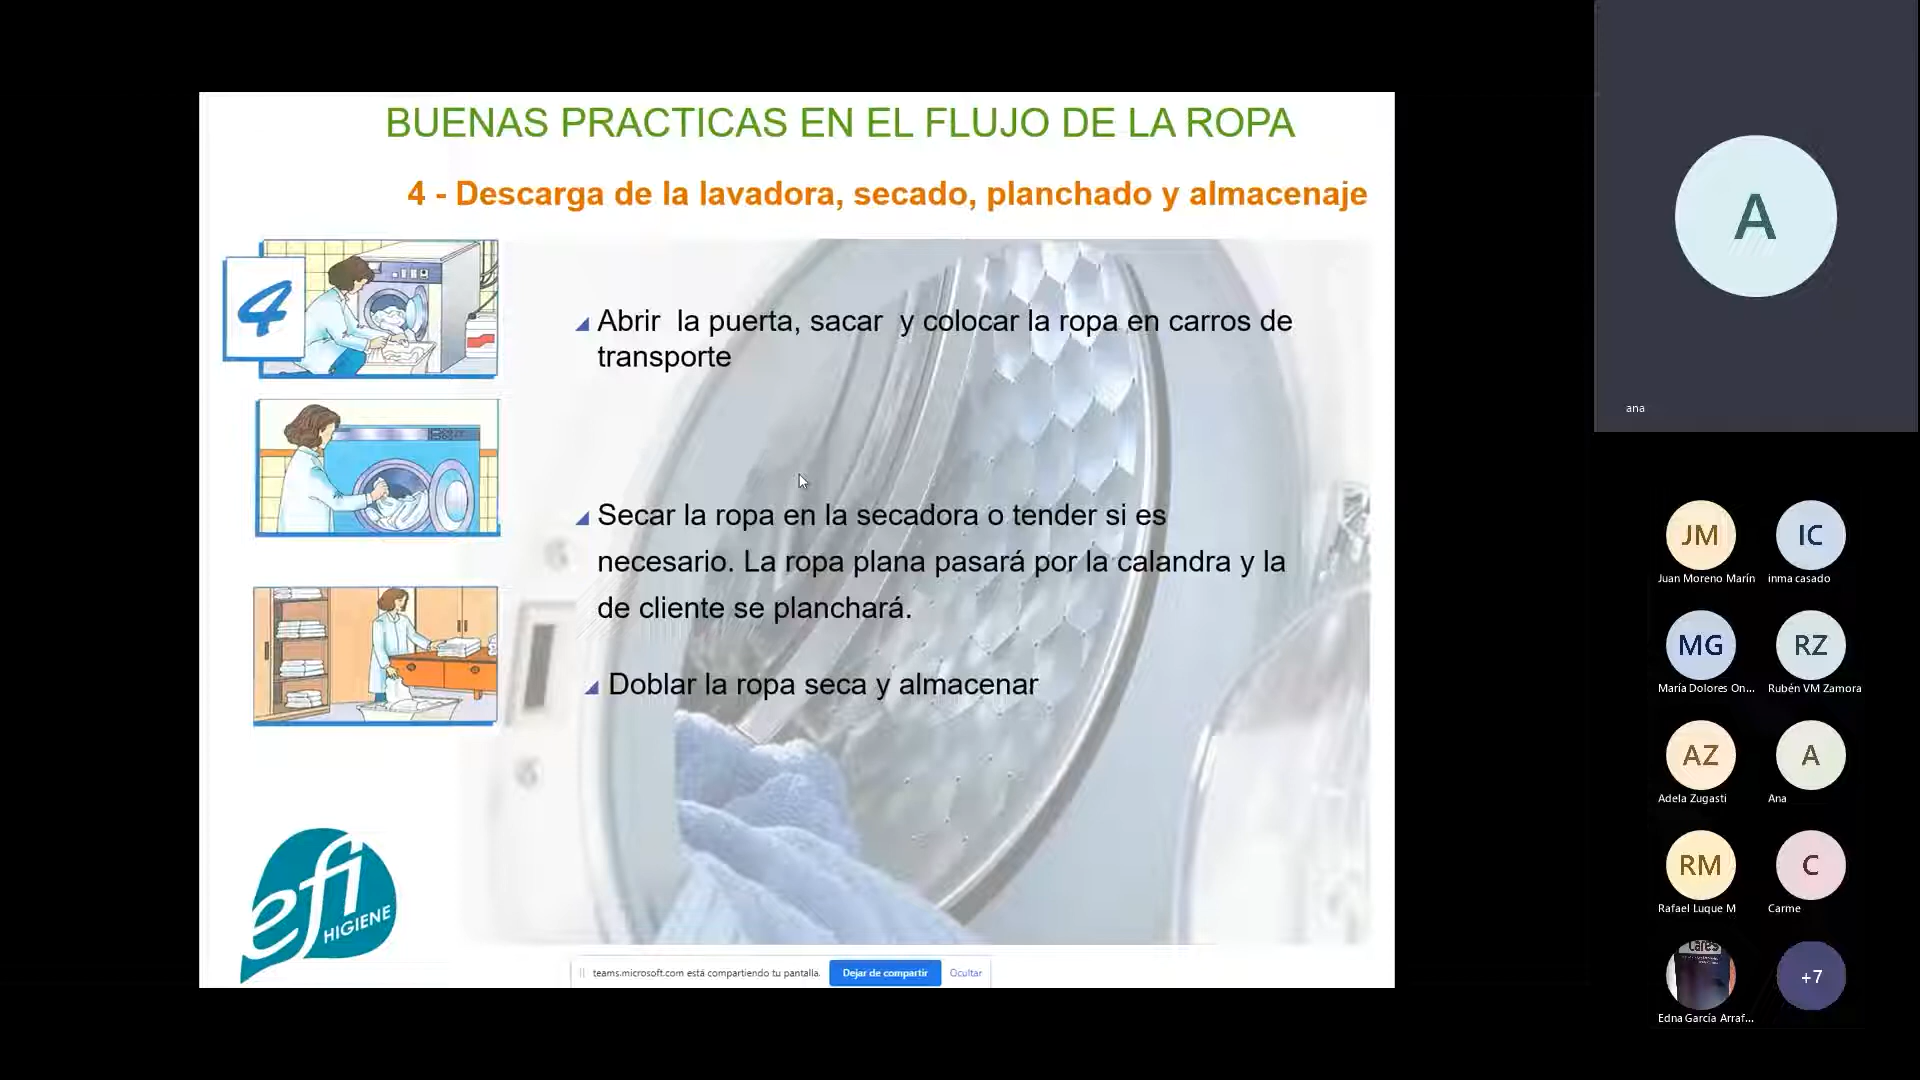 BUENAS PRACTICAS EN EL FLUJO DE LA ROPA
4 - Descarga de la lavadora, secado, planchado y almacenaje
4
Abrir la puerta, sacar y colocar la ropa en carros de
transporte
Secar la ropa en la secadora o tender si es
necesario. La ropa plana pasará por la calandra y la
de cliente se planchará.
Doblar la ropa seca y almacenar
efi
HIGIENE
teams.microsoft.com está compartiendo tu pantalla.
Dejar de compartir
Ocultar
A
ana
JM
IC
Juan Moreno Marín
inma casado
MG
RZ
María Dolores On...
Rubén VM Zamora
AZ
A
Adela Zugasti
Ana
RM
C
Rafael Luque M
Carme
Cares
+7
Edna García Arraf...